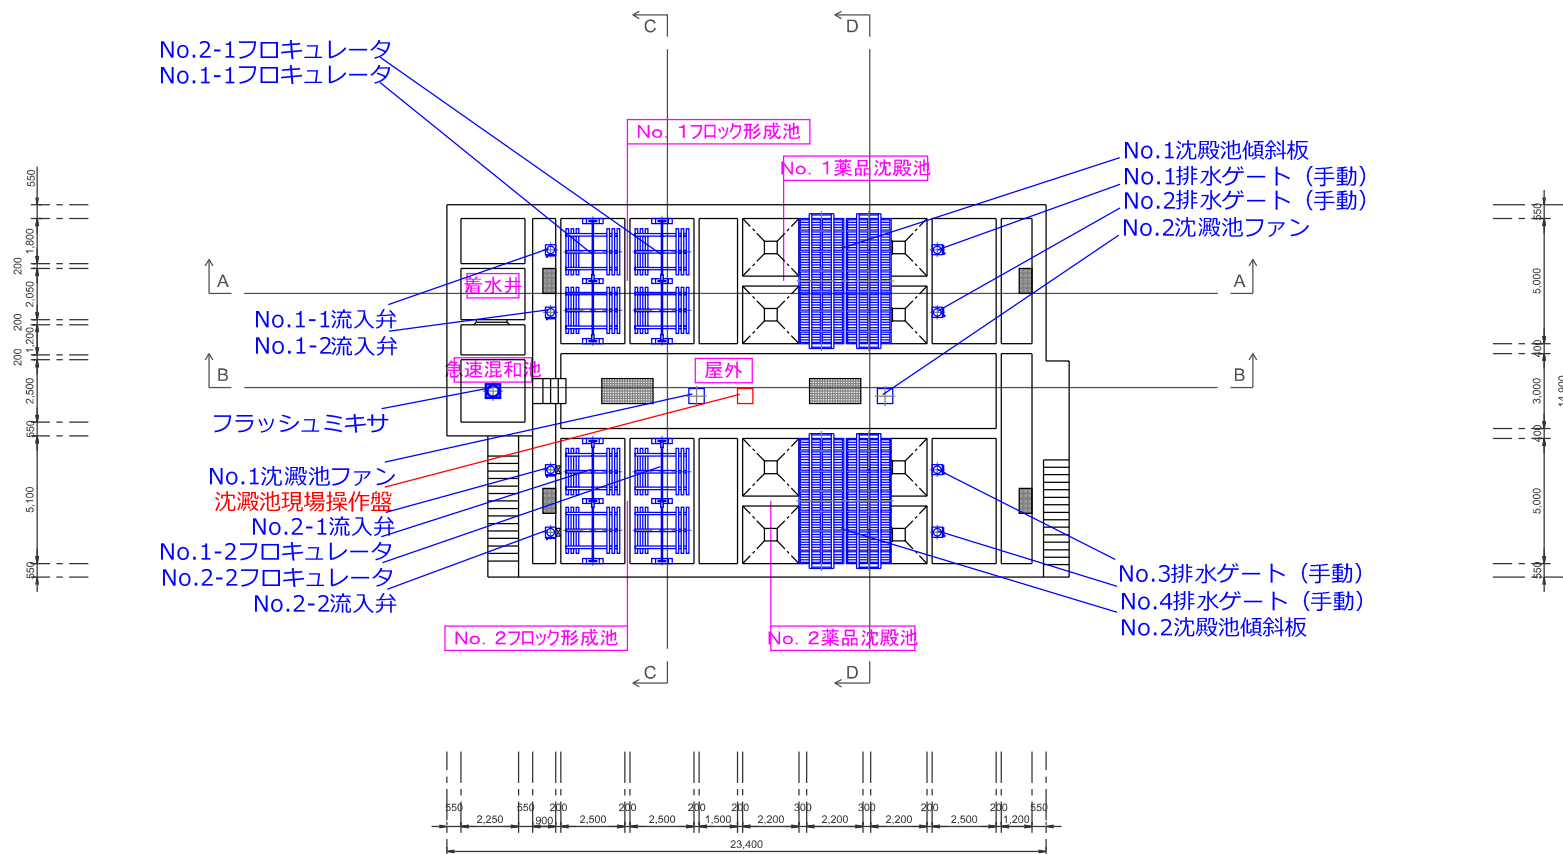 C
D
No.2-1フロキュレータ
No.1-1フロキュレータ
No. 1フロック形成池
No. 1薬品沈殿池
No.1沈殿池傾斜板
No.1排水ゲート（手動）
No.2排水ゲート（手動）
No.2沈澱池ファン
A
着水井
A
No.1-1流入弁
No.1-2流入弁
B
急速混和池
屋外
B
フラッシュミキサ
No.1沈澱池ファン
沈澱池現場操作盤
No.2-1流入弁
No.1-2フロキュレータ
No.2-2フロキュレータ
No.2-2流入弁
No.3排水ゲート（手動）
No.4排水ゲート（手動）
No.2沈殿池傾斜板
No. 2フロック形成池
No. 2薬品沈殿池
C
D
550
1,800
200
2,050
200
1,200
200
2,500
550
5,100
550
550
5,000
400
3,000
400
5,000
550
14,900
550
2,250
550
900
200
2,500
200
2,500
200
1,500
200
2,200
300
2,200
300
2,200
200
2,500
200
1,200
550
23,400